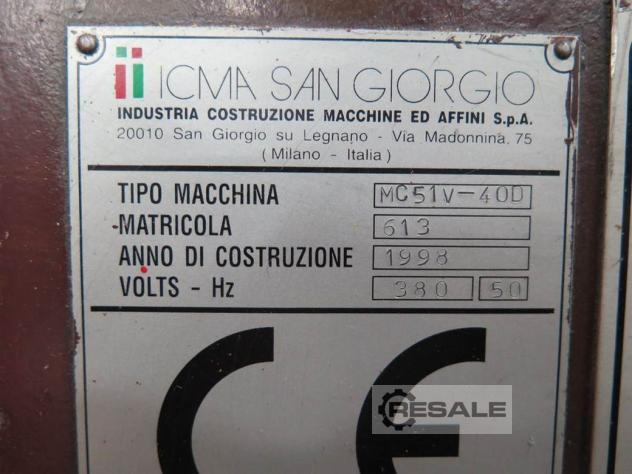 ICMA SAN GIORGIO
INDUSTRIA COSTRUZIONE MACCHINE ED AFFINI S.p.A.
20010 San Giorgio su Legnano - Via Madonnina, 75
(Milano - Italia)
TIPO MACCHINA MC51V-40D
MATRICOLA 613
ANNO DI COSTRUZIONE 1998
VOLTS - Hz 380 50
CE
RESALE